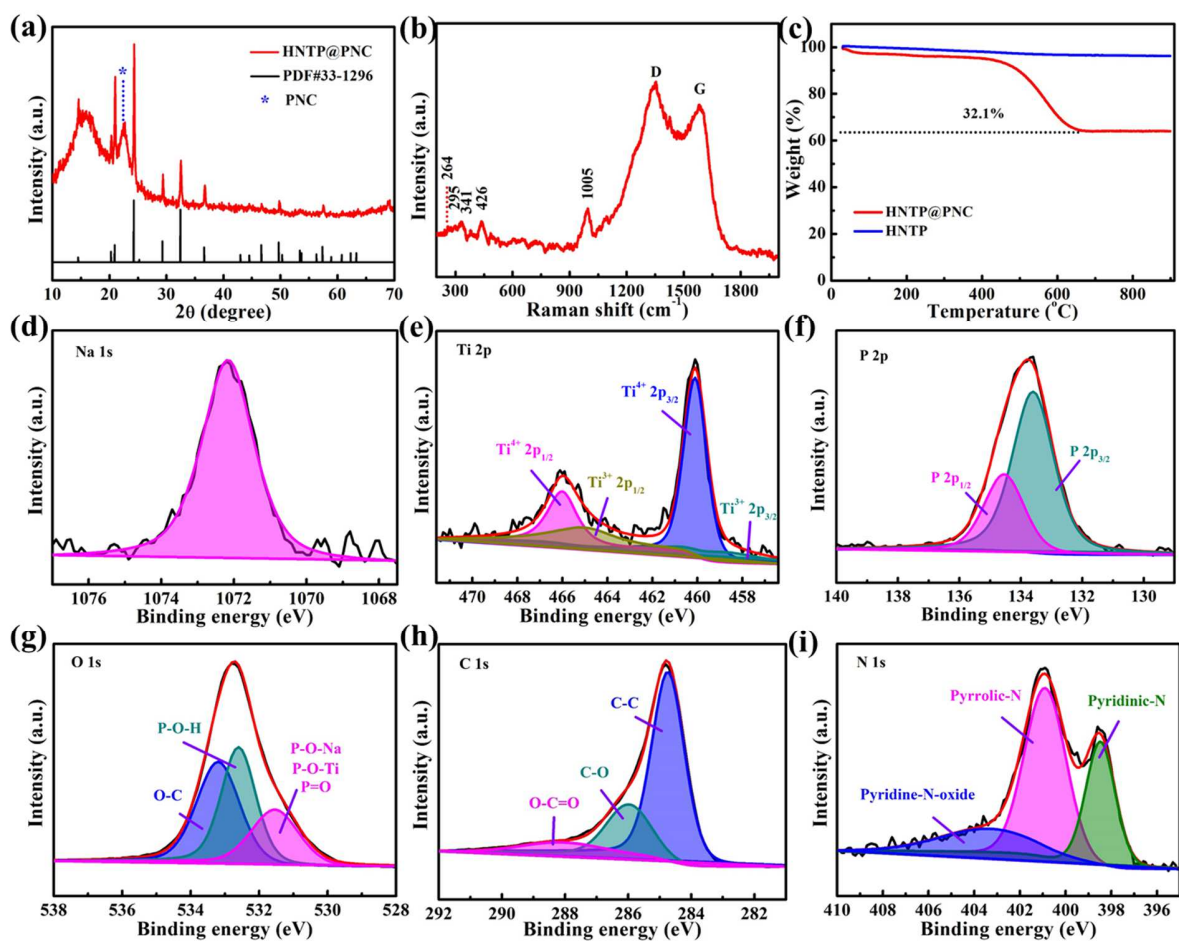 (a)
HNTP@PNC
PDF#33-1296
* PNC
*
Intensity (a.u.)
10 20 30 40 50 60 70
2θ (degree)
(b)
D
G
264
295
341
426
1005
Intensity (a.u.)
400 800 1200 1600 2000
Raman shift (cm⁻¹)
(c)
100
80
60
40
20
0
32.1%
HNTP@PNC
HNTP
Weight (%)
0 200 400 600 800
Temperature (°C)
(d)
Na 1s
Intensity (a.u.)
1076 1074 1072 1070 1068
Binding energy (eV)
(e)
Ti 2p
Ti⁴⁺ 2p₃/₂
Ti⁴⁺ 2p₁/₂
Ti³⁺ 2p₁/₂
Ti³⁺ 2p₃/₂
Intensity (a.u.)
470 468 466 464 462 460 458
Binding energy (eV)
(f)
P 2p
P 2p₃/₂
P 2p₁/₂
Intensity (a.u.)
140 138 136 134 132 130
Binding energy (eV)
(g)
O 1s
P-O-H
P-O-Na
P-O-Ti
P=O
O-C
Intensity (a.u.)
538 536 534 532 530 528
Binding energy (eV)
(h)
C 1s
C-C
C-O
O-C=O
Intensity (a.u.)
292 290 288 286 284 282
Binding energy (eV)
(i)
N 1s
Pyrrolic-N
Pyridinic-N
Pyridine-N-oxide
Intensity (a.u.)
410 408 406 404 402 400 398 396
Binding energy (eV)